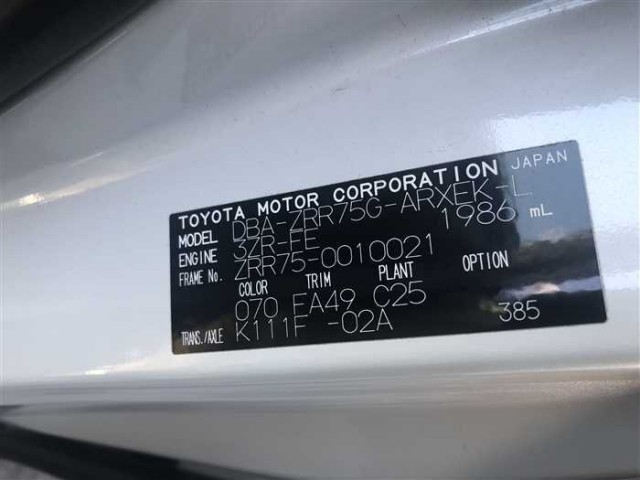 TOYOTA MOTOR CORPORATION JAPAN
MODEL DBA-ZRR75G-ARXEK-L
ENGINE 3ZR-FE 1986 mL
FRAME NO. ZRR75-0010021
COLOR TRIM PLANT OPTION
070 FA49 C25
TRANS./AXLE K111F -02A 385